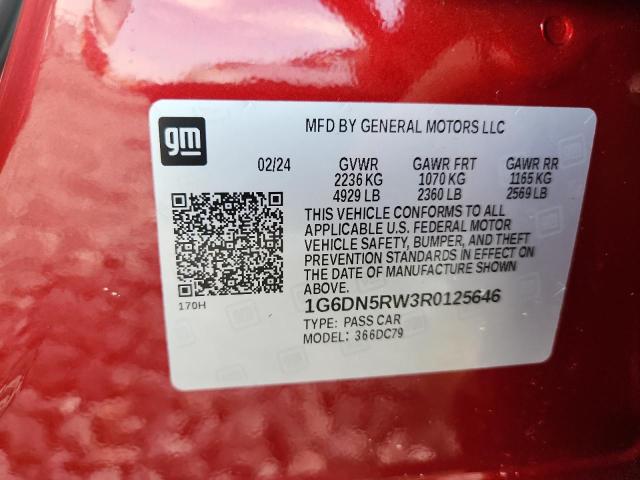 gm
MFD BY GENERAL MOTORS LLC
02/24 GVWR GAWR FRT GAWR RR
2236 KG 1070 KG 1165 KG
4929 LB 2360 LB 2569 LB
THIS VEHICLE CONFORMS TO ALL
APPLICABLE U.S. FEDERAL MOTOR
VEHICLE SAFETY, BUMPER, AND THEFT
PREVENTION STANDARDS IN EFFECT ON
THE DATE OF MANUFACTURE SHOWN
ABOVE.
170H
1G6DN5RW3R0125646
TYPE: PASS CAR
MODEL: 366DC79